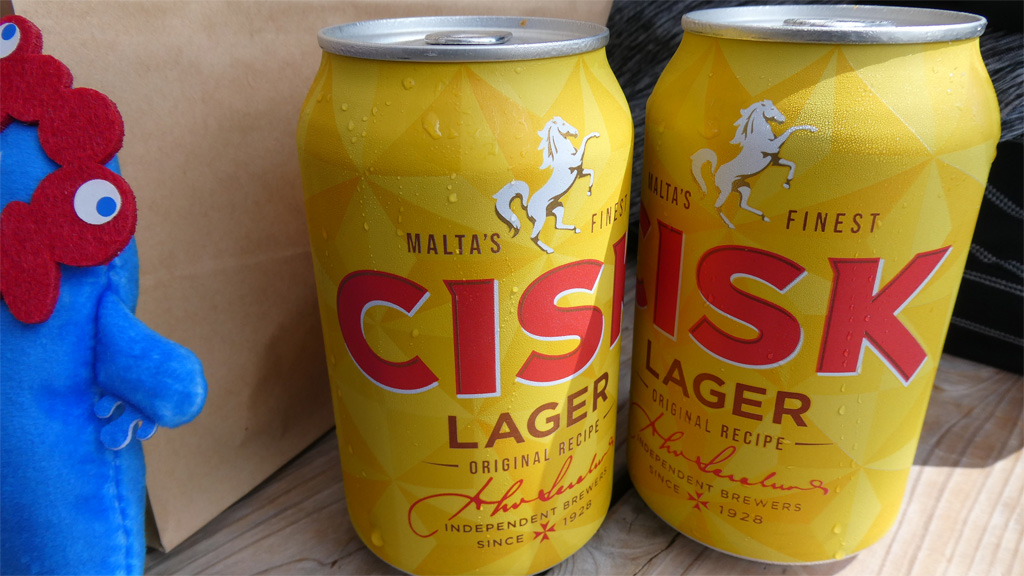 MALTA'S FINEST
CISK
LAGER
ORIGINAL RECIPE
INDEPENDENT BREWERS
SINCE 1928
MALTA'S FINEST
CISK
LAGER
ORIGINAL RECIPE
INDEPENDENT BREWERS
SINCE 1928